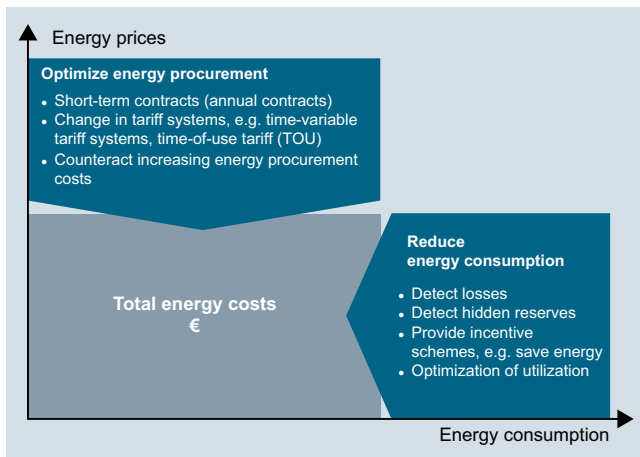 Energy prices
Optimize energy procurement
• Short-term contracts (annual contracts)
• Change in tariff systems, e.g. time-variable
tariff systems, time-of-use tariff (TOU)
• Counteract increasing energy procurement
costs
Reduce
energy consumption
• Detect losses
• Detect hidden reserves
• Provide incentive
schemes, e.g. save energy
• Optimization of utilization
Total energy costs
€
Energy consumption